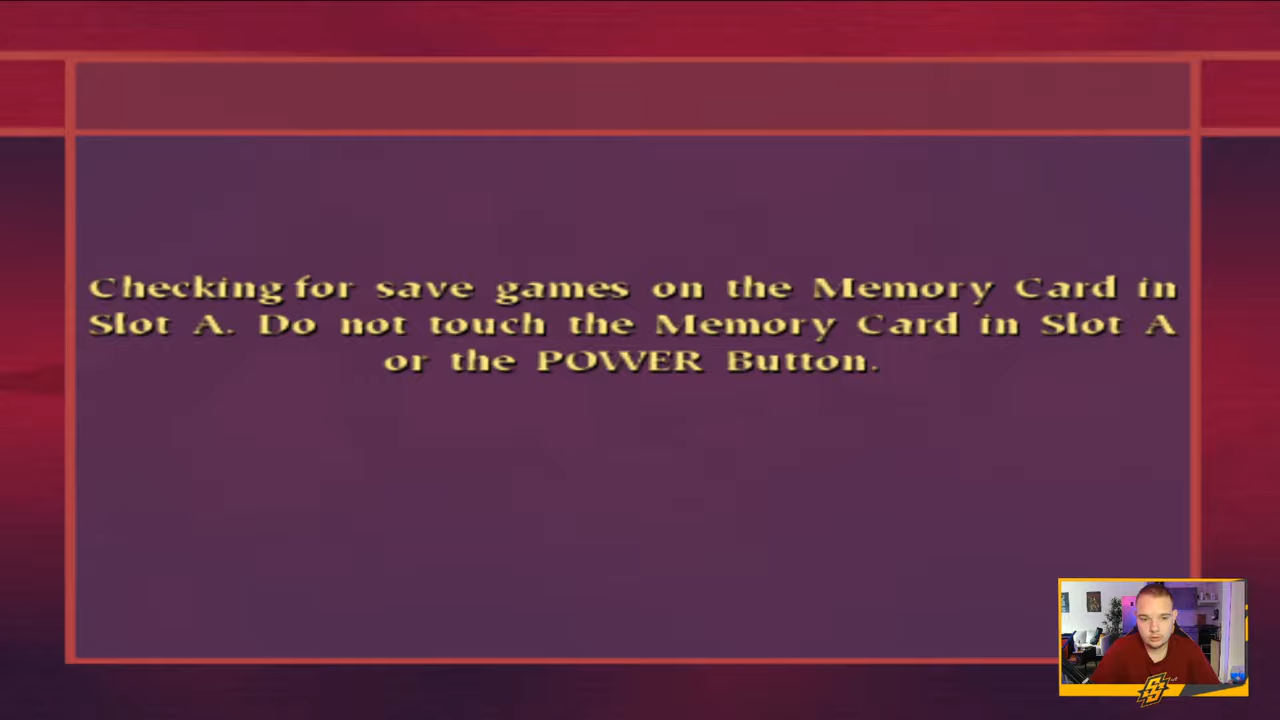 Checking for save games on the Memory Card in
Slot A. Do not touch the Memory Card in Slot A
or the POWER Button.